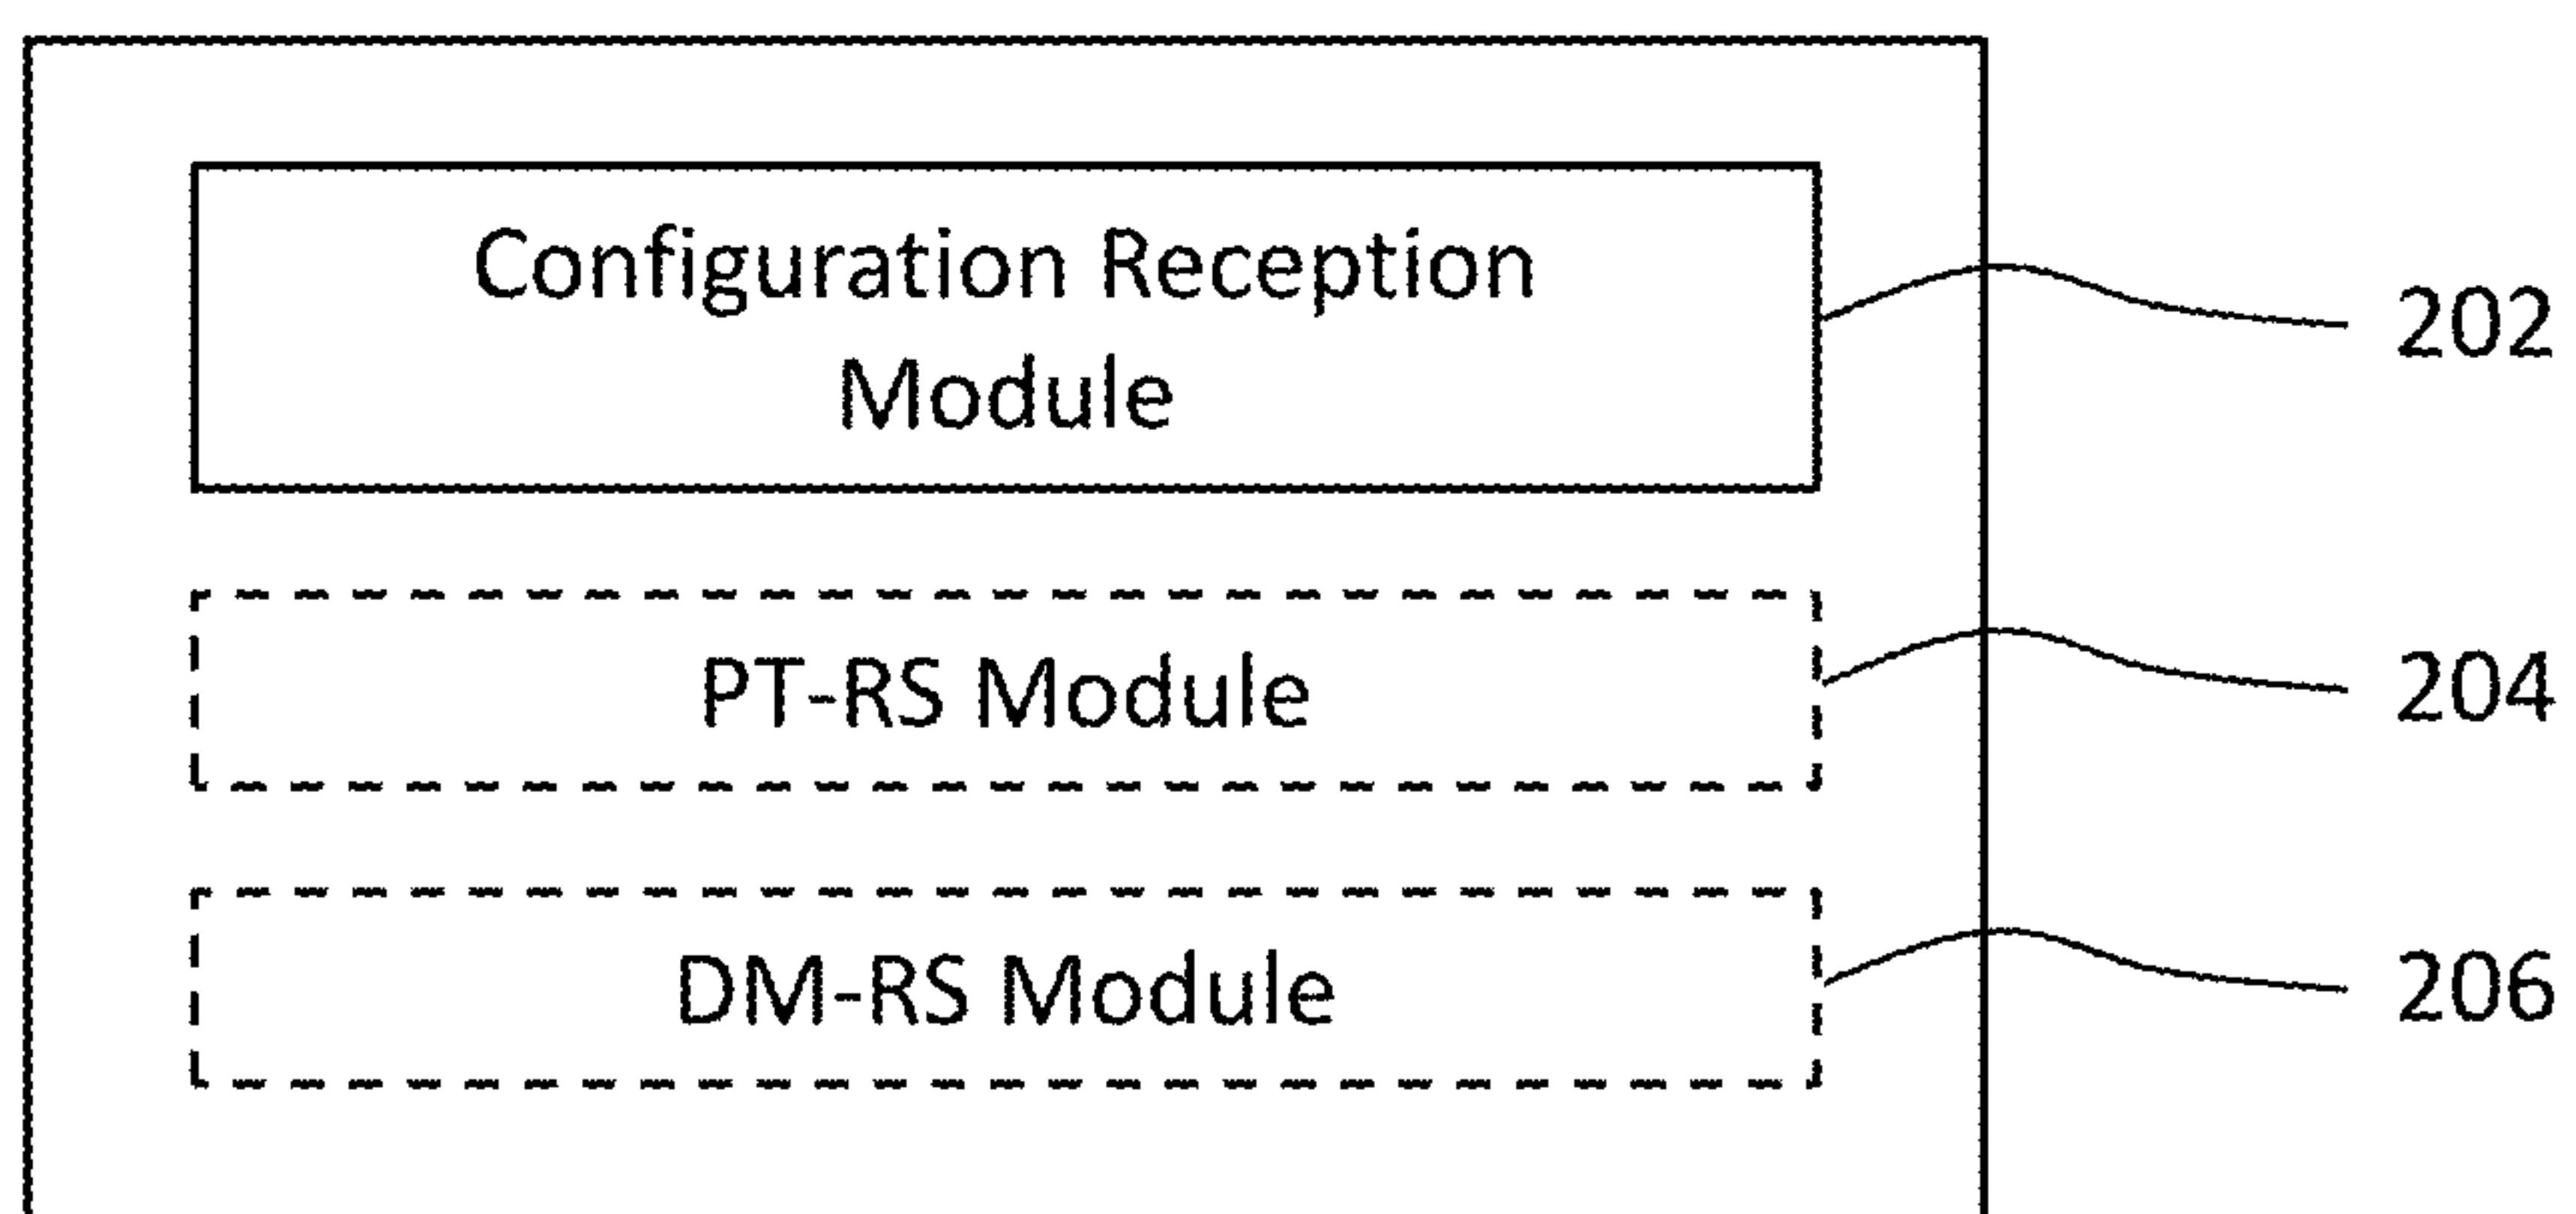 Configuration Reception
Module
202
PT-RS Module
204
DM-RS Module
206